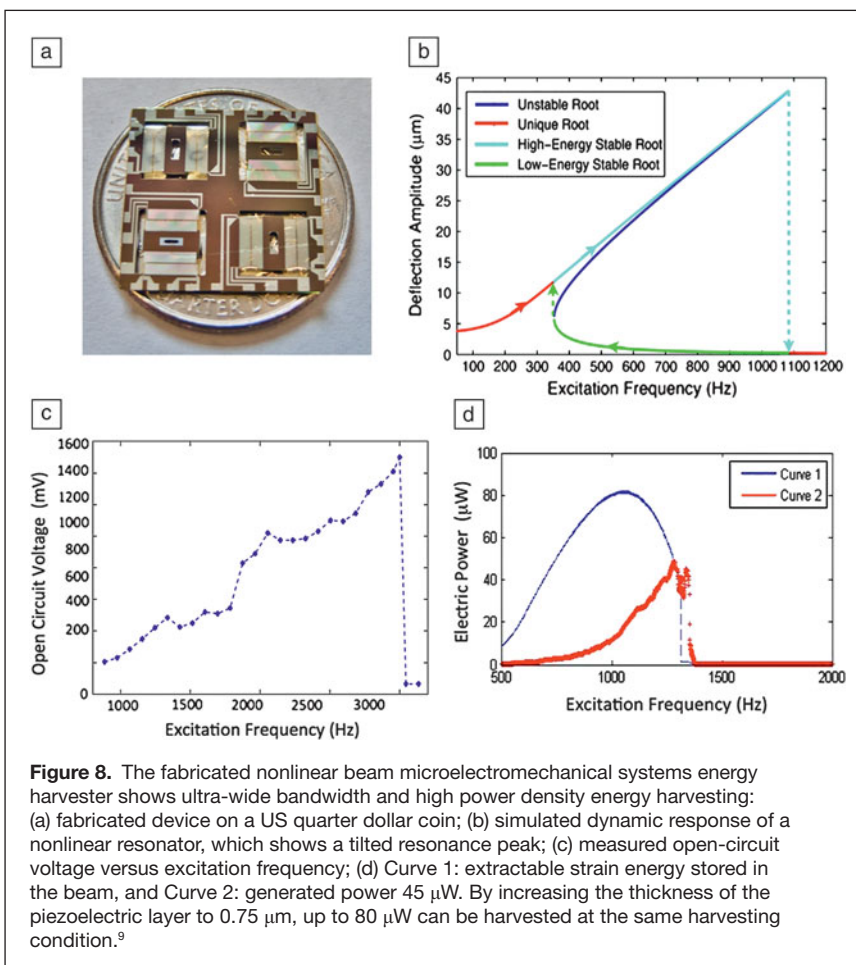 a
UNITE
TES OF
QUARTER DO
b
Deflection Amplitude (μm)
45
40
35
30
25
20
15
10
5
0
Unstable Root
Unique Root
High-Energy Stable Root
Low-Energy Stable Root
100 200 300 400 500 600 700 800 900 1000 1100 1200
Excitation Frequency (Hz)
c
Open Circuit Voltage (mV)
1600
1400
1200
1000
800
600
400
200
0
1000 2000 2500 3000
Excitation Frequency (Hz)
d
Electric Power (μW)
100
80
60
40
20
0
Curve 1
Curve 2
500 1000 1500 2000
Excitation Frequency (Hz)
Figure 8. The fabricated nonlinear beam microelectromechanical systems energy
harvester shows ultra-wide bandwidth and high power density energy harvesting:
(a) fabricated device on a US quarter dollar coin; (b) simulated dynamic response of a
nonlinear resonator, which shows a tilted resonance peak; (c) measured open-circuit
voltage versus excitation frequency; (d) Curve 1: extractable strain energy stored in
the beam, and Curve 2: generated power 45 μW. By increasing the thickness of the
piezoelectric layer to 0.75 μm, up to 80 μW can be harvested at the same harvesting
condition.⁹